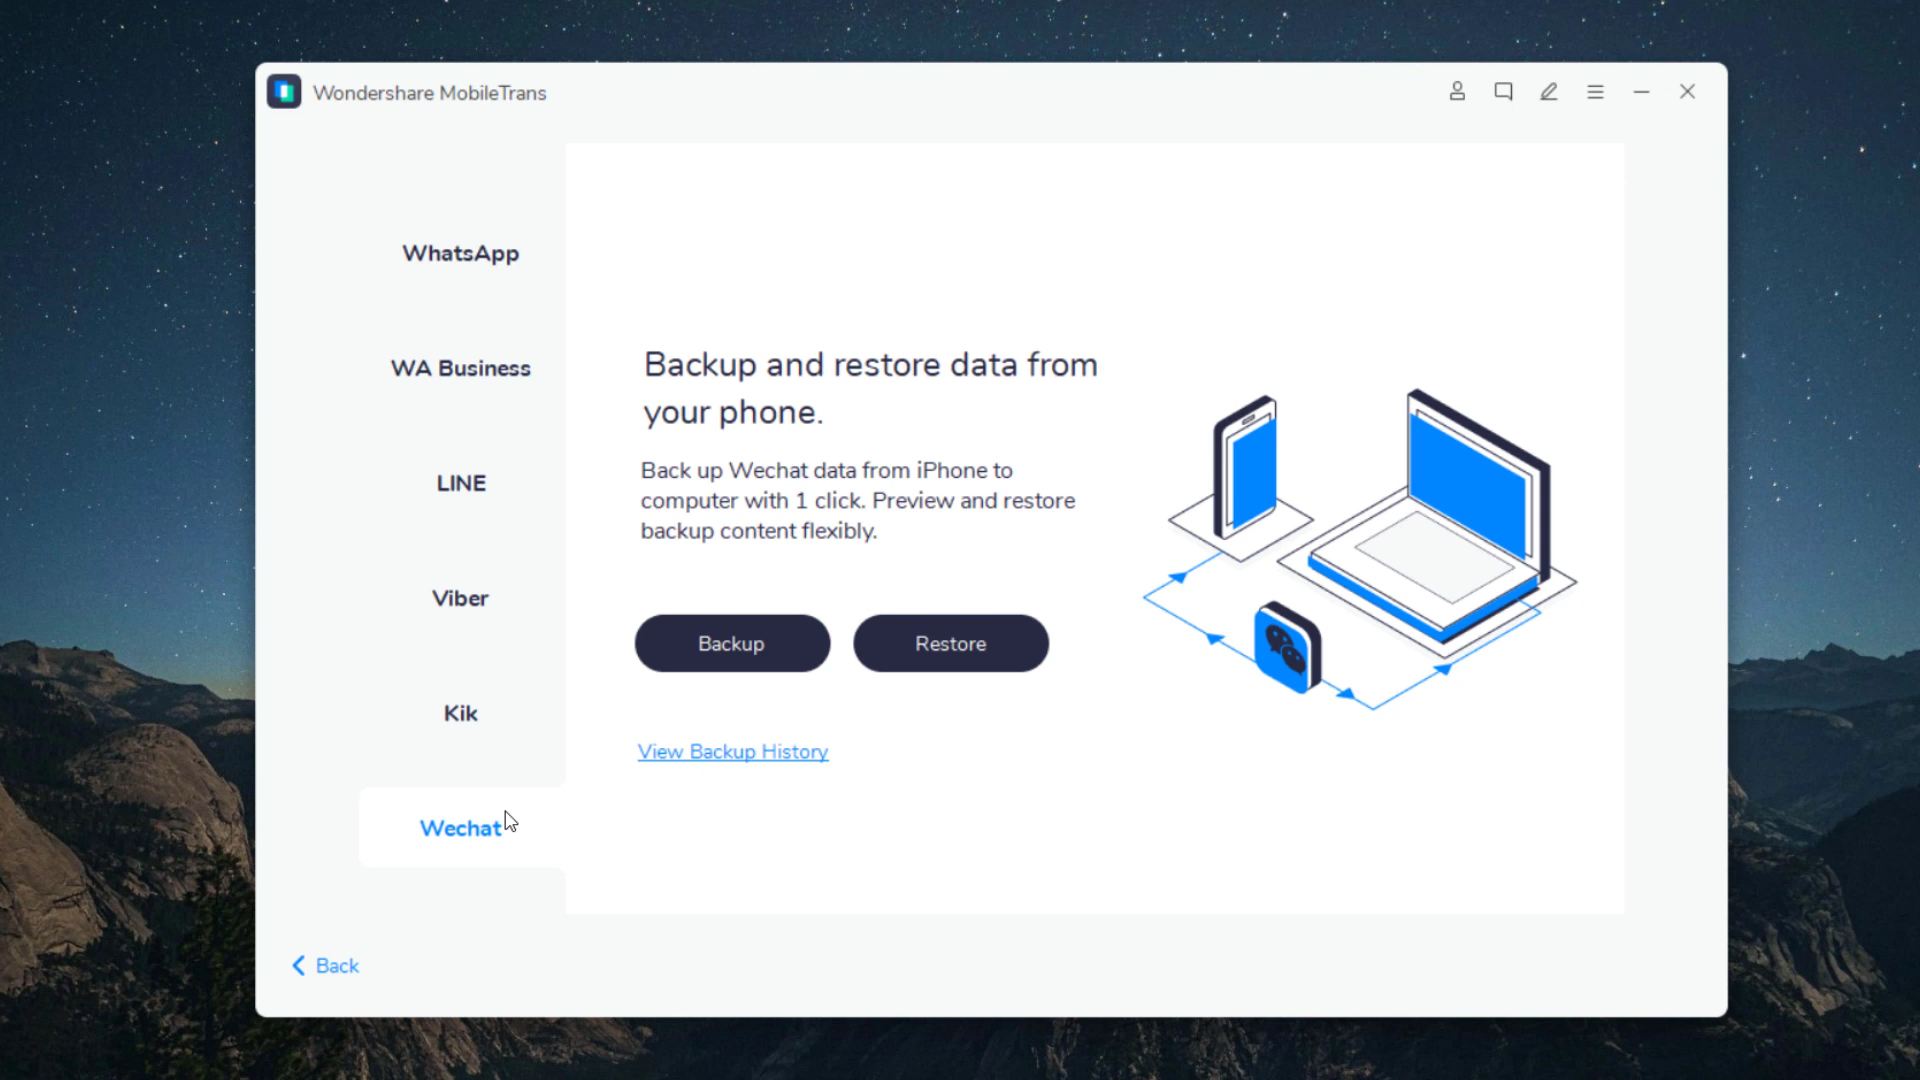 Wondershare MobileTrans
WhatsApp
WA Business
LINE
Viber
Kik
Wechat
Backup and restore data from
your phone.
Back up Wechat data from iPhone to
computer with 1 click. Preview and restore
backup content flexibly.
Backup
Restore
View Backup History
Back